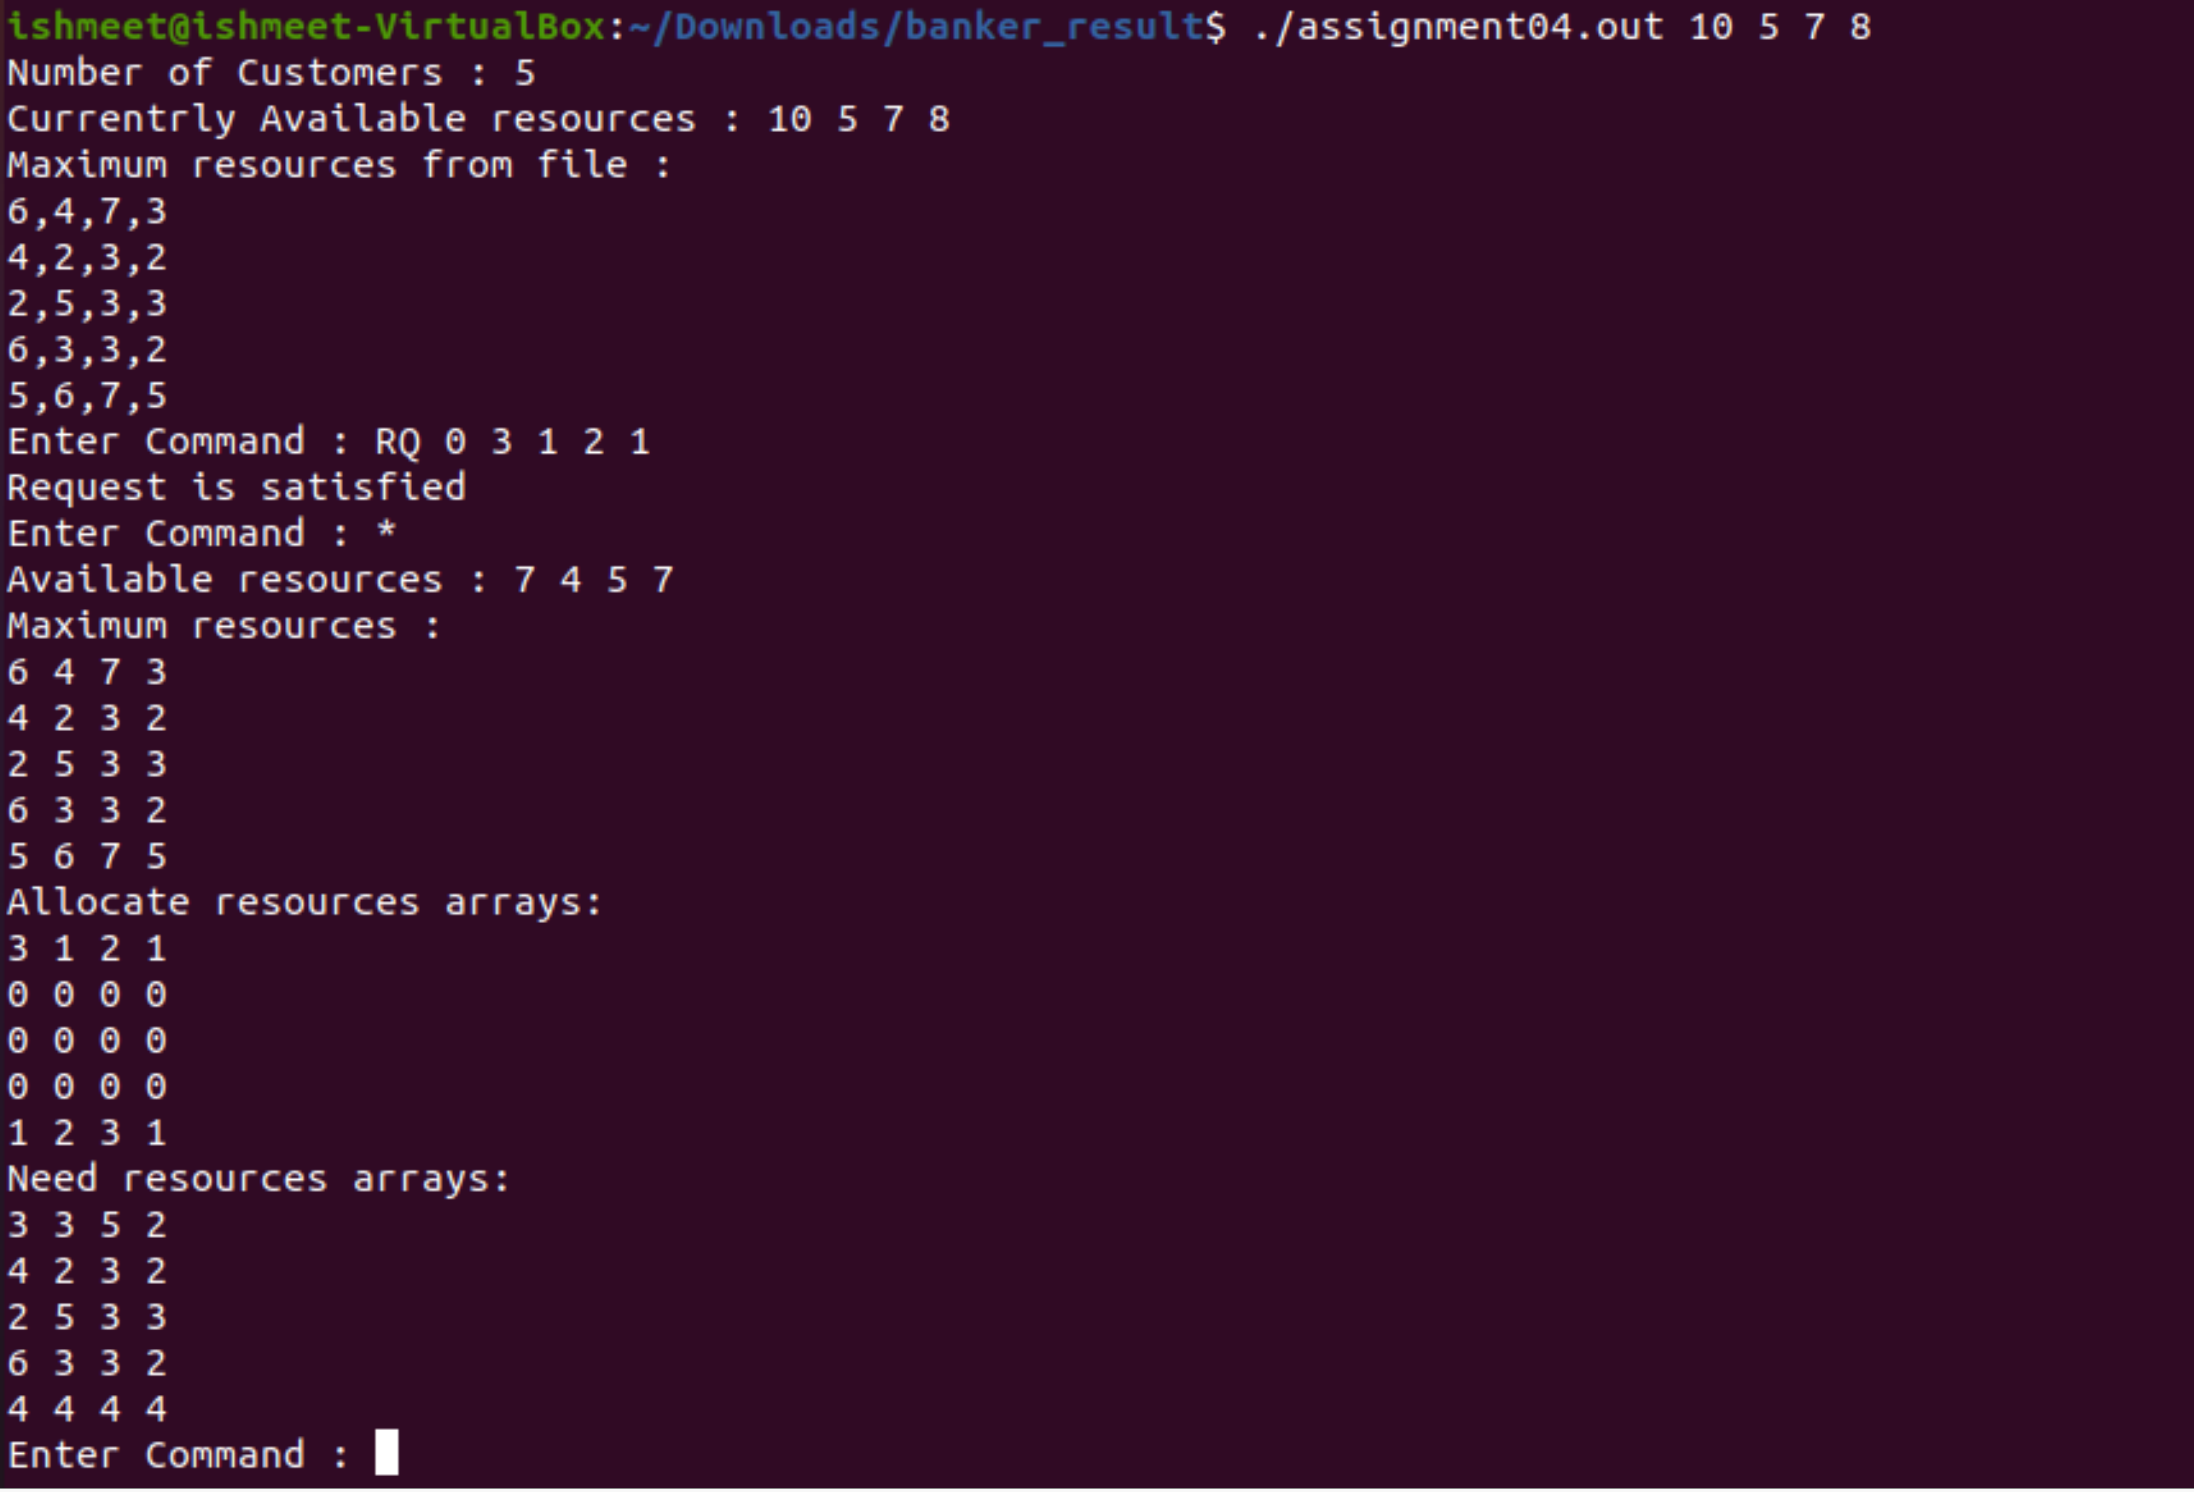 ishmeet@ishmeet-VirtualBox:~/Downloads/banker_result$ ./assignment04.out 10 5 7 8
Number of Customers : 5
Currentrly Available resources : 10 5 7 8
Maximum resources from file :
6,4,7,3
4,2,3,2
2,5,3,3
6,3,3,2
5,6,7,5
Enter Command : RQ 0 3 1 2 1
Request is satisfied
Enter Command : *
Available resources : 7 4 5 7
Maximum resources :
6 4 7 3
4 2 3 2
2 5 3 3
6 3 3 2
5 6 7 5
Allocate resources arrays:
3 1 2 1
0 0 0 0
0 0 0 0
0 0 0 0
1 2 3 1
Need resources arrays:
3 3 5 2
4 2 3 2
2 5 3 3
6 3 3 2
4 4 4 4
Enter Command :